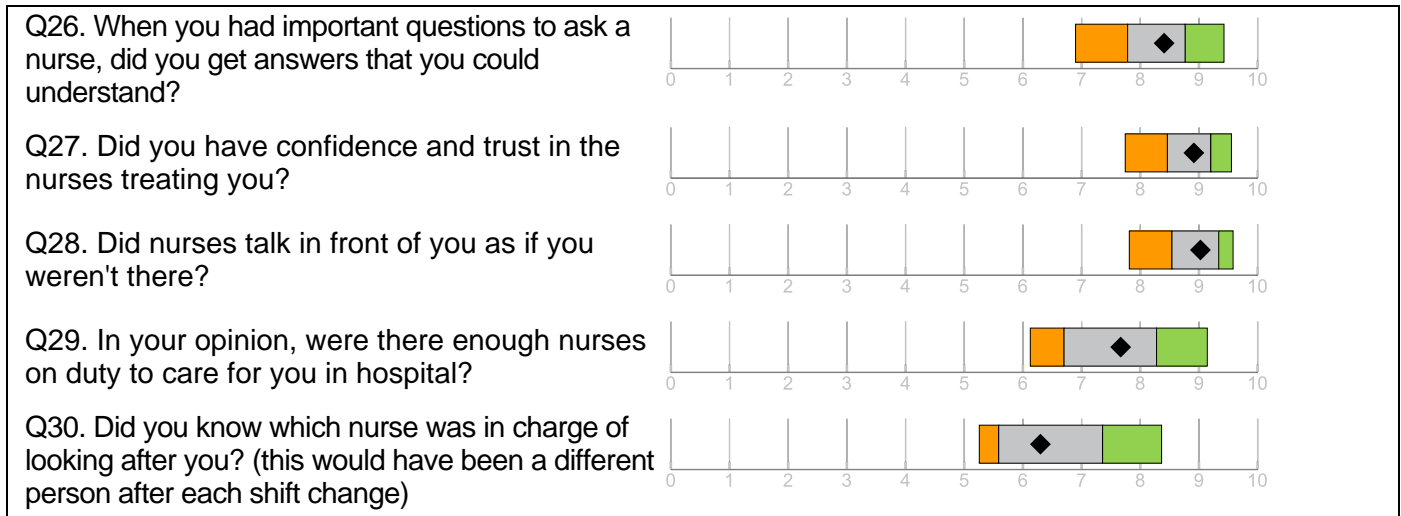 Q26. When you had important questions to ask a
nurse, did you get answers that you could
understand?
0 1 2 3 4 5 6 7 8 9 10
Q27. Did you have confidence and trust in the
nurses treating you?
0 1 2 3 4 5 6 7 8 9 10
Q28. Did nurses talk in front of you as if you
weren't there?
0 1 2 3 4 5 6 7 8 9 10
Q29. In your opinion, were there enough nurses
on duty to care for you in hospital?
0 1 2 3 4 5 6 7 8 9 10
Q30. Did you know which nurse was in charge of
looking after you? (this would have been a different
person after each shift change)
0 1 2 3 4 5 6 7 8 9 10